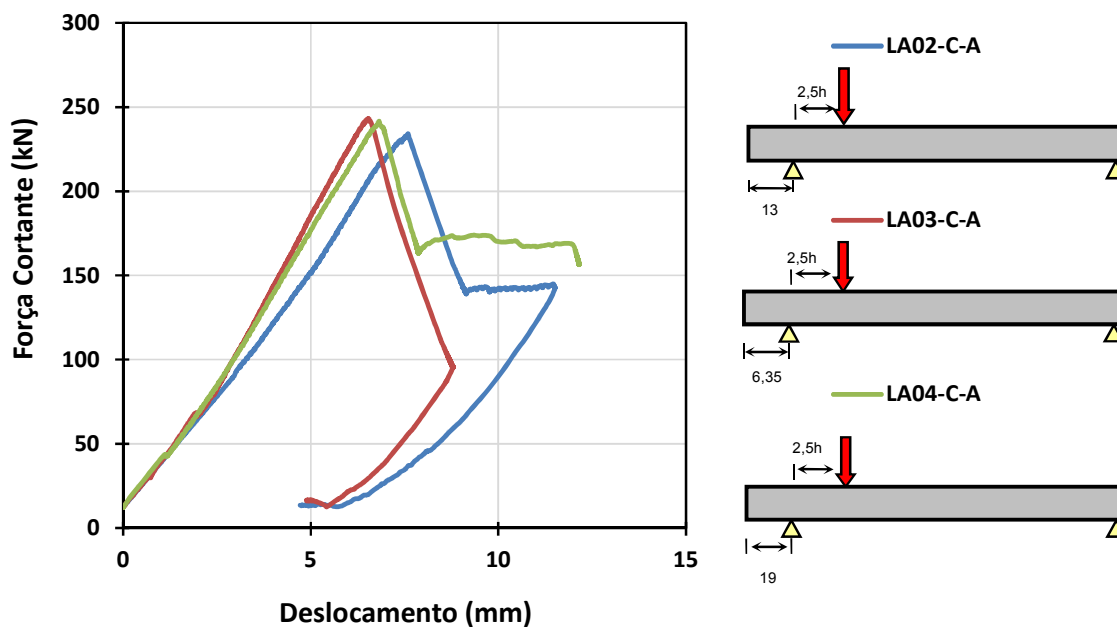 Força Cortante (kN)
300
250
200
150
100
50
0
0 5 10 15
Deslocamento (mm)
LA02-C-A
2,5h
13
LA03-C-A
2,5h
6,35
LA04-C-A
2,5h
19